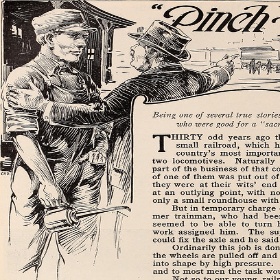 "Pinch
Being one of several true stories
who were good for a "sac
THIRTY odd years ago th
small railroad, which h
country's most important
two locomotives. Naturally
part of the business of that co
of one of them was put out of
they were at their wits' end
at an outlying point, with no
only a small roundhouse with
But in temporary charge o
mer trainman, who had been
seemed to be able to turn h
work assigned him. The su
could fix the axle and he said
Ordinarily this job is don
the wheels are pulled off and
into shape by high pressure.
and to most men the task wo